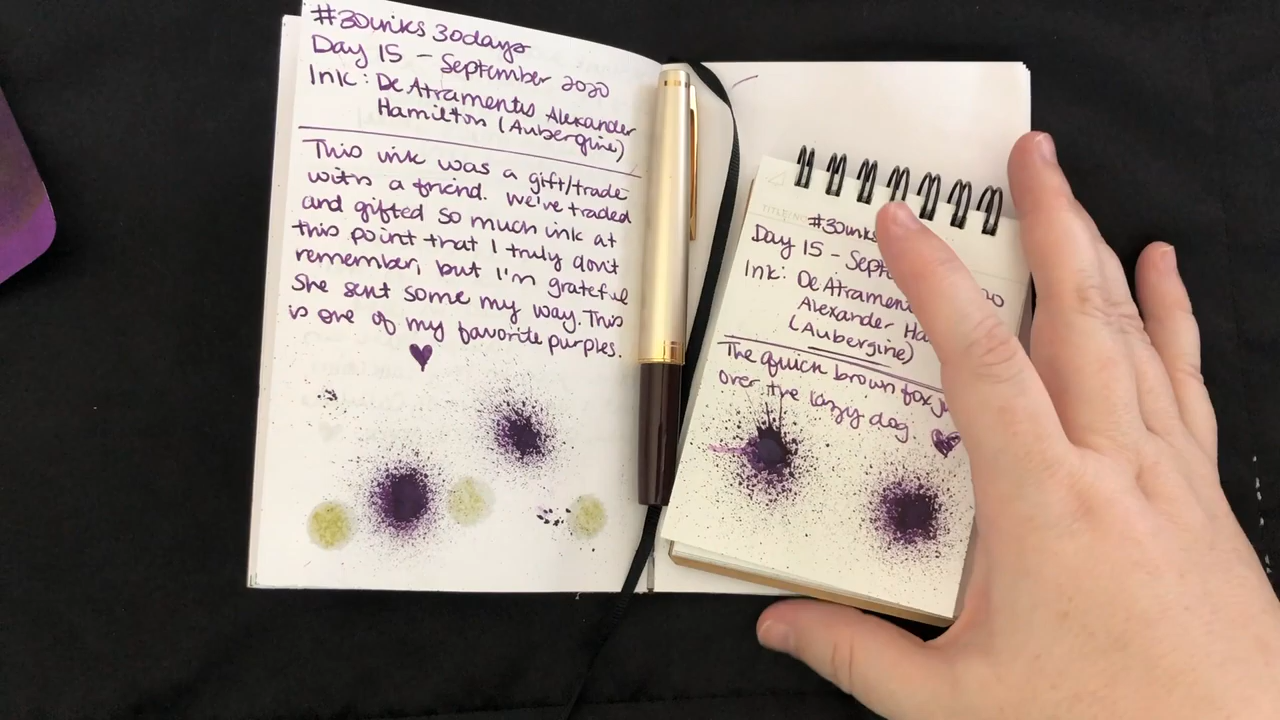 #30inks30days
Day 15 - September 2020
Ink: De Atramentis Alexander
Hamilton (Aubergine)
This ink was a gift/trade
with a friend. We've traded
and gifted so much ink at
this point that I truly don't
remember, but I'm grateful
she sent some my way. This
is one of my favorite purples.
#30inks
Day 15 - Sept 2020
Ink: De Atrament
Alexander Ha
(Aubergine)
The quick brown fox ju
over the lazy dog.